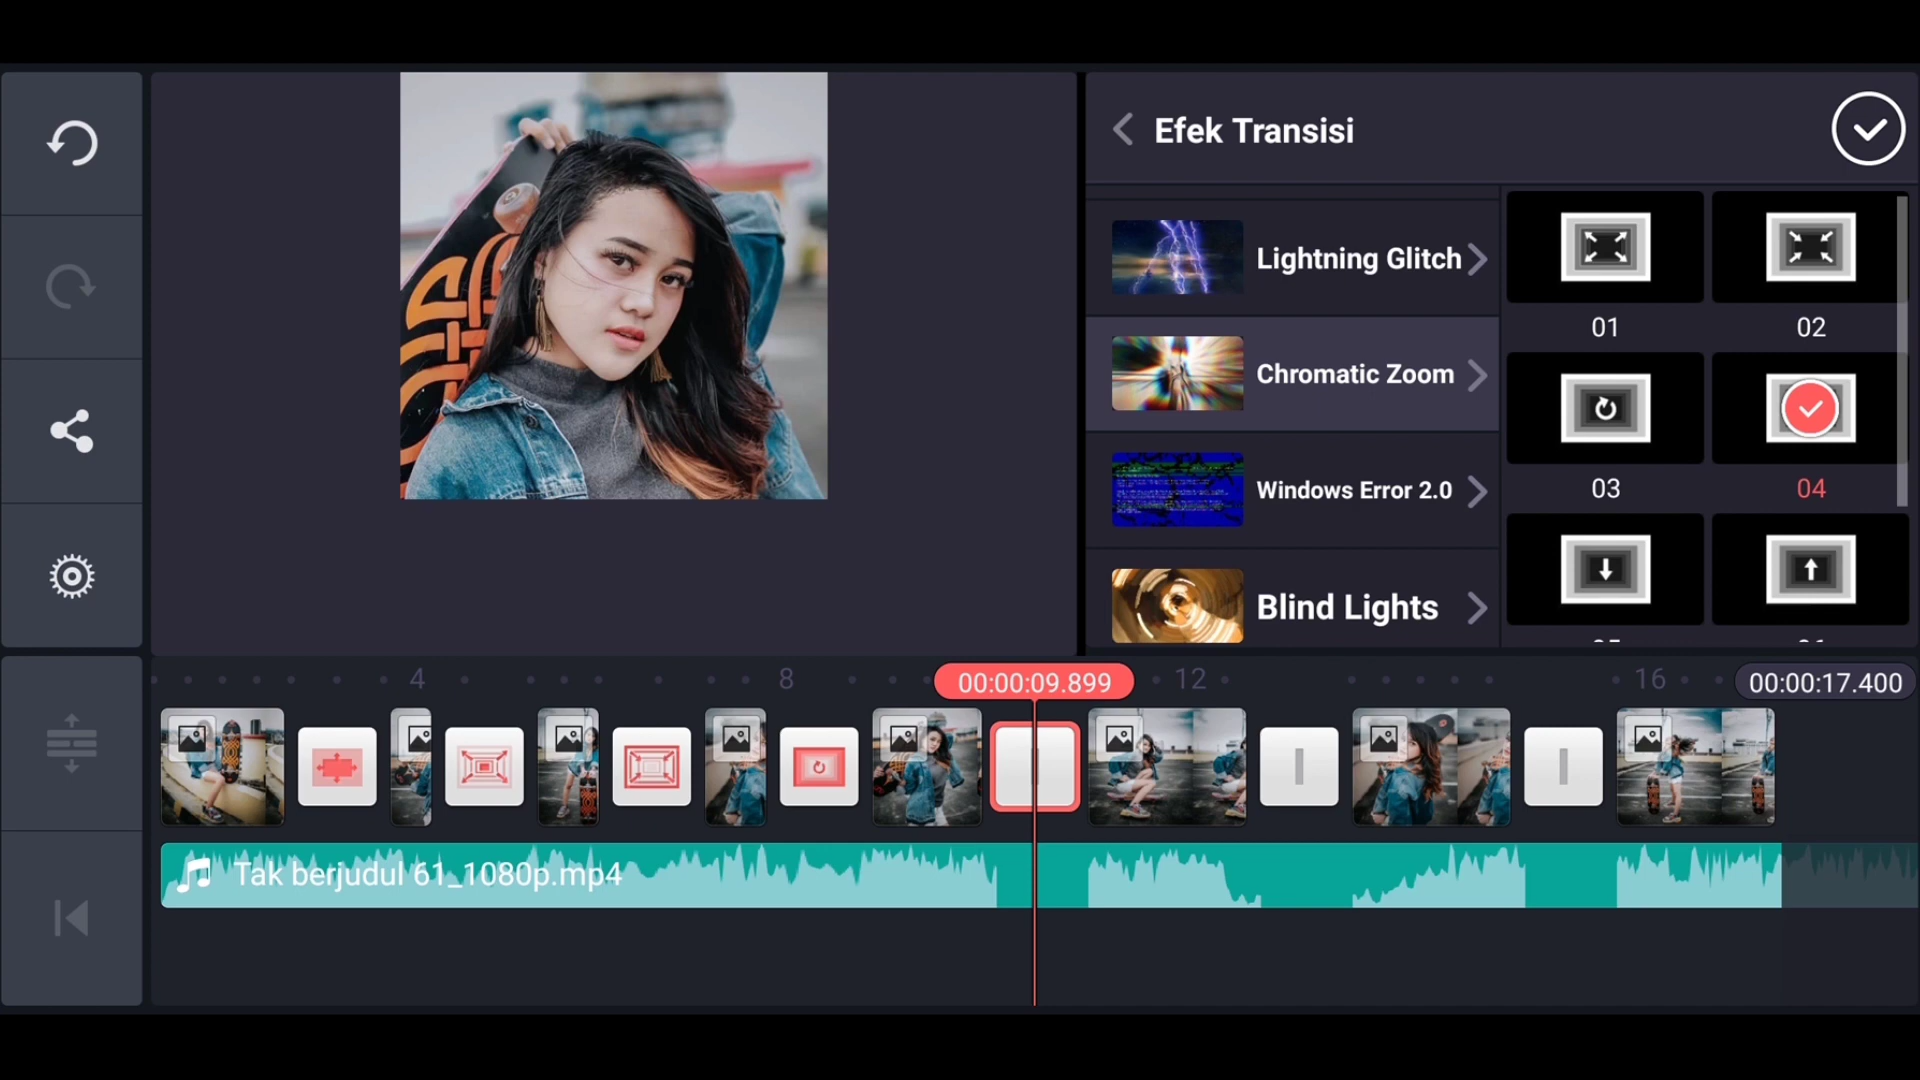 Efek Transisi
Lightning Glitch
Chromatic Zoom
Windows Error 2.0
Blind Lights
01
02
03
04
4
8
00:00:09.899
12
16
00:00:17.400
Tak berjudul 61_1080p.mp4